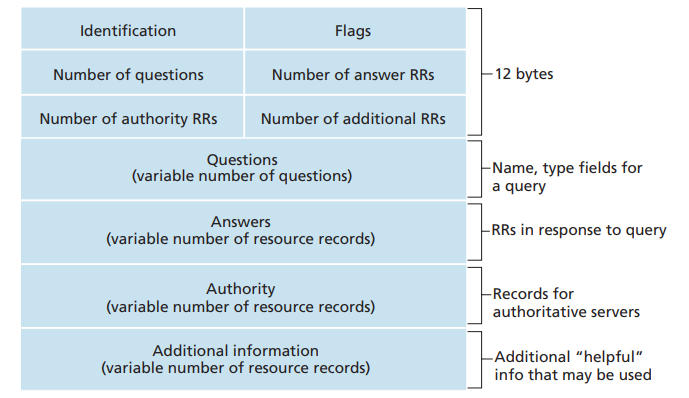 Identification
Flags
Number of questions
Number of answer RRs
12 bytes
Number of authority RRs
Number of additional RRs
Questions
(variable number of questions)
Name, type fields for
a query
Answers
(variable number of resource records)
RRs in response to query
Authority
(variable number of resource records)
Records for
authoritative servers
Additional information
(variable number of resource records)
Additional “helpful”
info that may be used